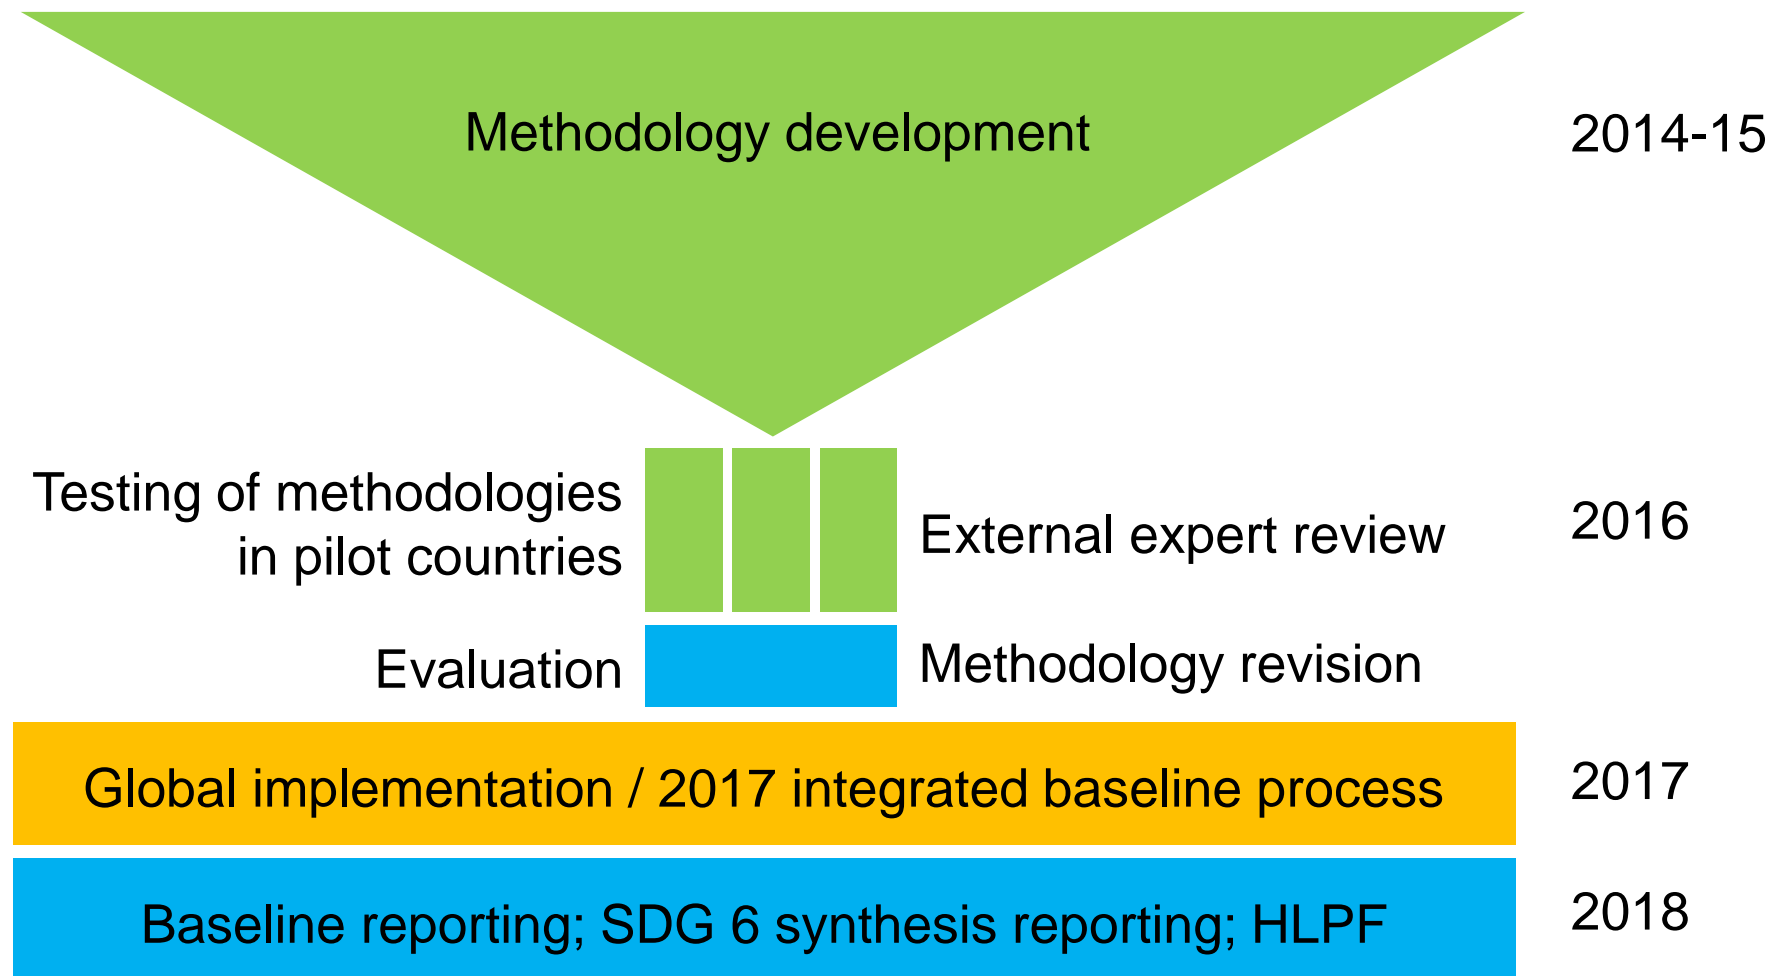 Methodology development
2014-15
Testing of methodologies
in pilot countries
External expert review
2016
Evaluation
Methodology revision
Global implementation / 2017 integrated baseline process
2017
Baseline reporting; SDG 6 synthesis reporting; HLPF
2018